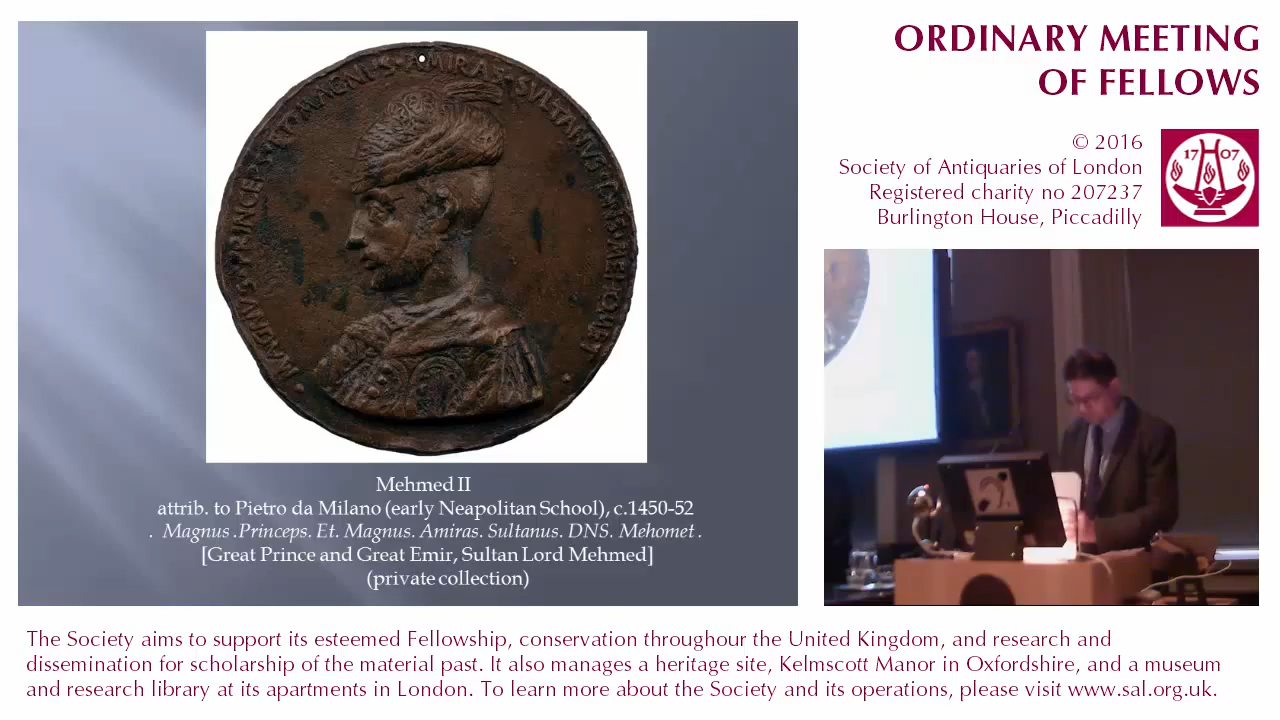 MAGNVS · PRINCEPS · ET · MAGNVS · AMIRAS · SVLTANVS · DNS · MEHOMET
Mehmed II
attrib. to Pietro da Milano (early Neapolitan School), c.1450-52
. Magnus .Princeps. Et. Magnus. Amiras. Sultanus. DNS. Mehomet .
[Great Prince and Great Emir, Sultan Lord Mehmed]
(private collection)
ORDINARY MEETING
OF FELLOWS
© 2016
Society of Antiquaries of London
Registered charity no 207237
Burlington House, Piccadilly
17 07
The Society aims to support its esteemed Fellowship, conservation throughour the United Kingdom, and research and
dissemination for scholarship of the material past. It also manages a heritage site, Kelmscott Manor in Oxfordshire, and a museum
and research library at its apartments in London. To learn more about the Society and its operations, please visit www.sal.org.uk.